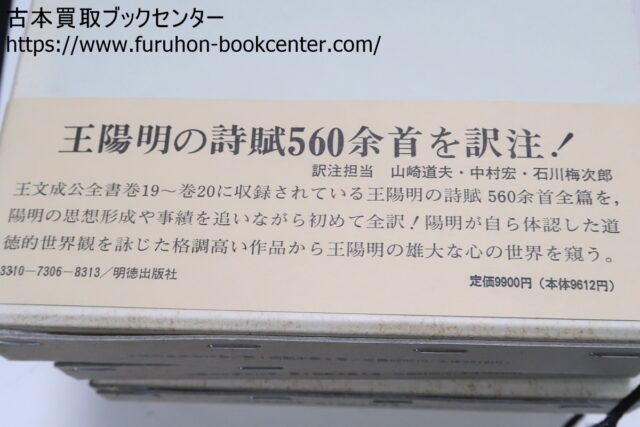 古本買取ブックセンター
https://www.furuhon-bookcenter.com/
王陽明の詩賦560余首を訳注！
訳注担当 山崎道夫・中村宏・石川梅次郎
王文成公全書巻19～巻20に収録されている王陽明の詩賦 560余首全篇を,
陽明の思想形成や事績を追いながら初めて全訳！陽明が自ら体認した道
徳的世界観を詠じた格調高い作品から王陽明の雄大な心の世界を窺う。
3310-7306-8313／明徳出版社
定価9900円（本体9612円）